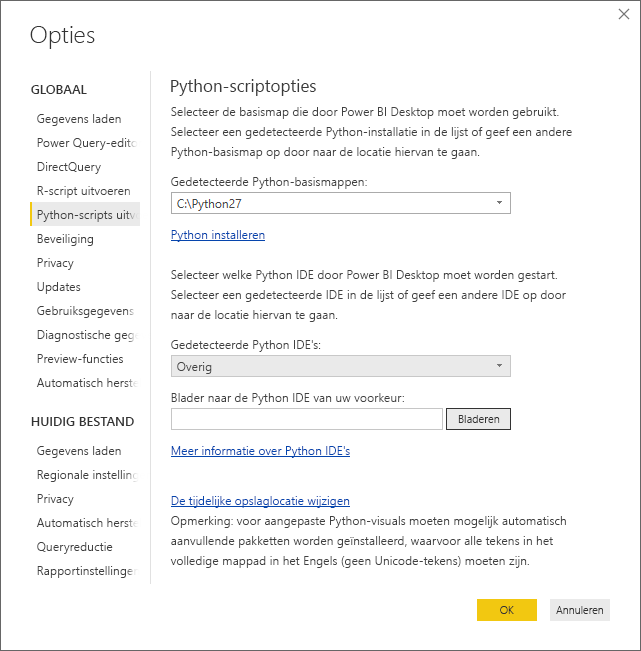 Opties
GLOBAAL
Gegevens laden
Power Query-edito
DirectQuery
R-script uitvoeren
Python-scripts uitv
Beveiliging
Privacy
Updates
Gebruiksgegevens
Diagnostische gege
Preview-functies
Automatisch herste
HUIDIG BESTAND
Gegevens laden
Regionale instelling
Privacy
Automatisch herste
Queryreductie
Rapportinstellingen
Python-scriptopties
Selecteer de basismap die door Power BI Desktop moet worden gebruikt.
Selecteer een gedetecteerde Python-installatie in de lijst of geef een andere
Python-basismap op door naar de locatie hiervan te gaan.
Gedetecteerde Python-basismappen:
C:\Python27
Python installeren
Selecteer welke Python IDE door Power BI Desktop moet worden gestart.
Selecteer een gedetecteerde IDE in de lijst of geef een andere IDE op door
naar de locatie hiervan te gaan.
Gedetecteerde Python IDE's:
Overig
Blader naar de Python IDE van uw voorkeur:
Bladeren
Meer informatie over Python IDE's
De tijdelijke opslaglocatie wijzigen
Opmerking: voor aangepaste Python-visuals moeten mogelijk automatisch
aanvullende pakketten worden geïnstalleerd, waarvoor alle tekens in het
volledige mappad in het Engels (geen Unicode-tekens) moeten zijn.
OK
Annuleren